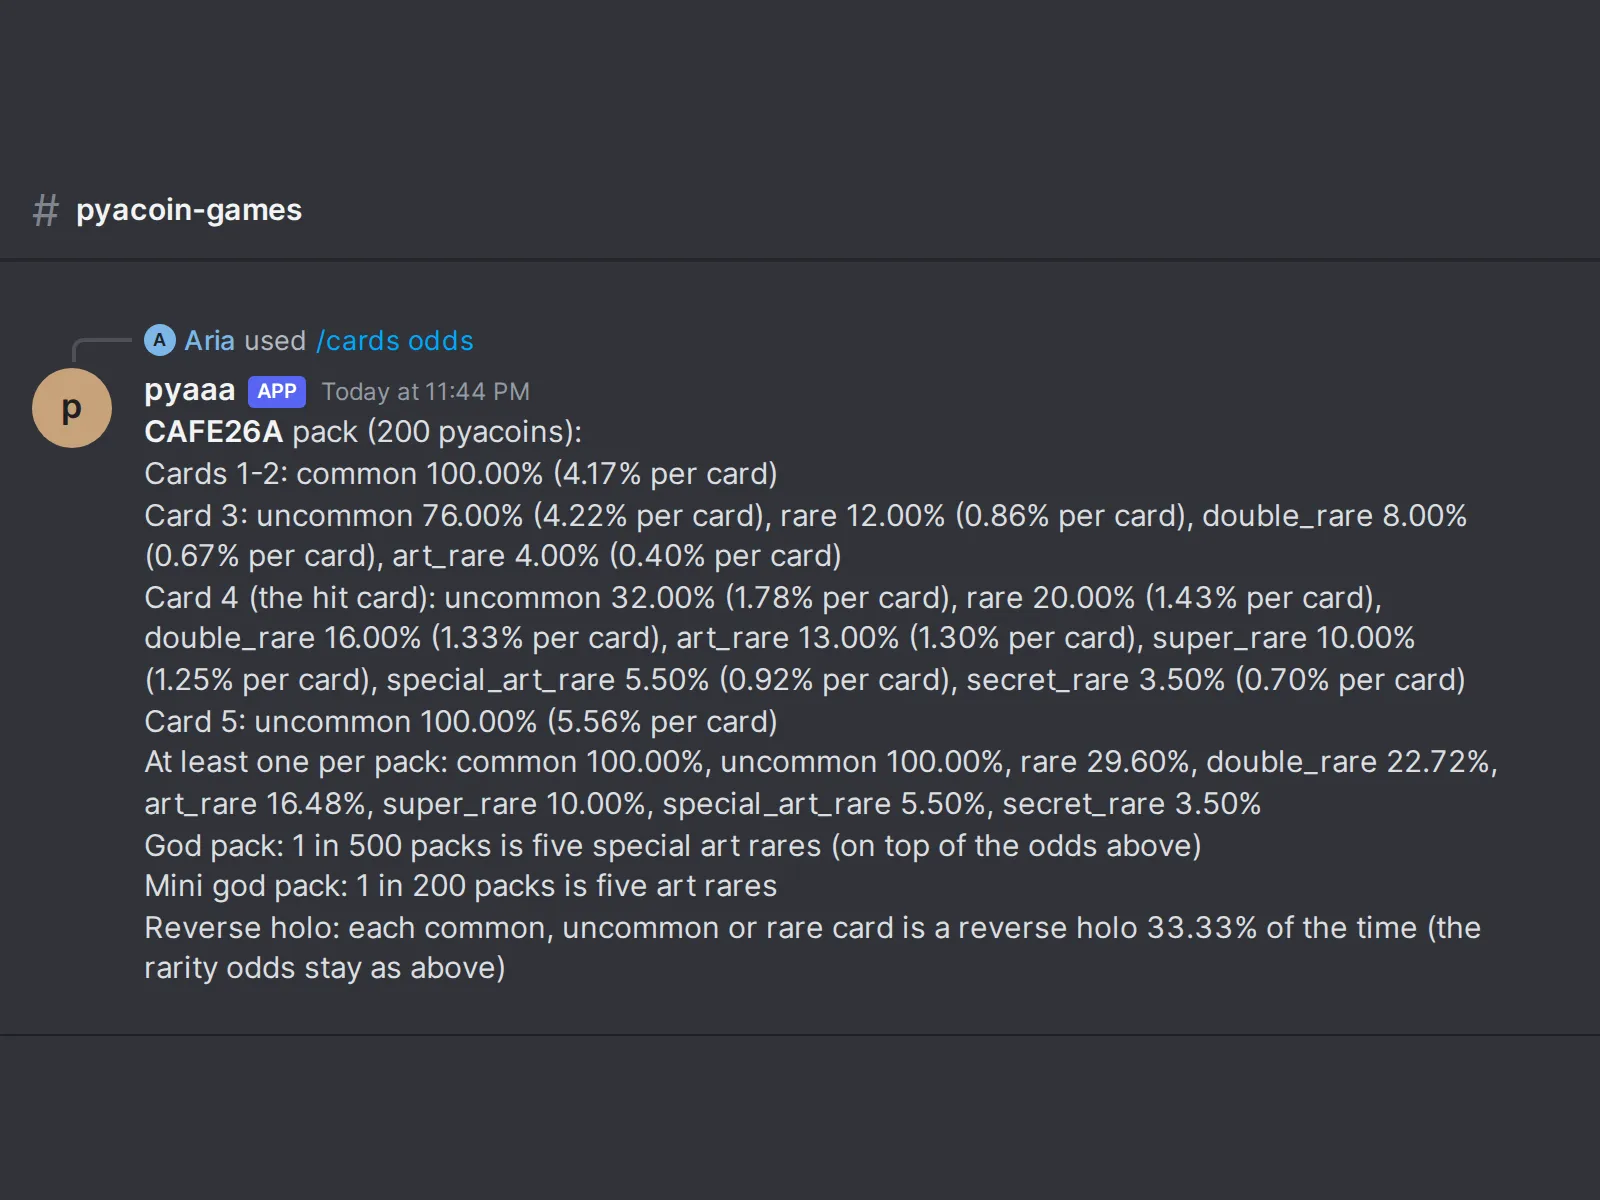 # pyacoin-games
A Aria used /cards odds
p
pyaaa APP Today at 11:44 PM
CAFE26A pack (200 pyacoins):
Cards 1-2: common 100.00% (4.17% per card)
Card 3: uncommon 76.00% (4.22% per card), rare 12.00% (0.86% per card), double_rare 8.00%
(0.67% per card), art_rare 4.00% (0.40% per card)
Card 4 (the hit card): uncommon 32.00% (1.78% per card), rare 20.00% (1.43% per card),
double_rare 16.00% (1.33% per card), art_rare 13.00% (1.30% per card), super_rare 10.00%
(1.25% per card), special_art_rare 5.50% (0.92% per card), secret_rare 3.50% (0.70% per card)
Card 5: uncommon 100.00% (5.56% per card)
At least one per pack: common 100.00%, uncommon 100.00%, rare 29.60%, double_rare 22.72%,
art_rare 16.48%, super_rare 10.00%, special_art_rare 5.50%, secret_rare 3.50%
God pack: 1 in 500 packs is five special art rares (on top of the odds above)
Mini god pack: 1 in 200 packs is five art rares
Reverse holo: each common, uncommon or rare card is a reverse holo 33.33% of the time (the
rarity odds stay as above)